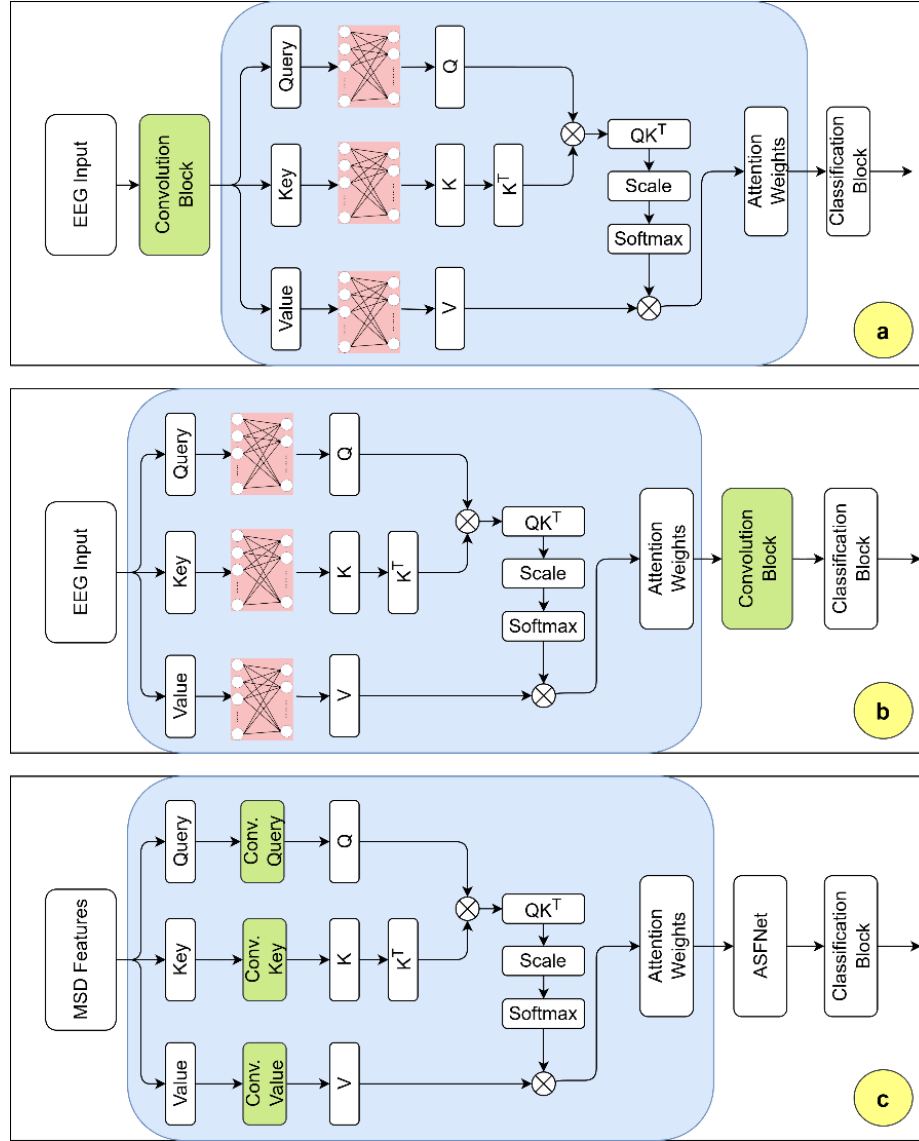 EEG Input
Convolution
Block
Query
Key
Value
Q
K
K^T
V
QK^T
Scale
Softmax
Attention
Weights
Classification
Block
a
EEG Input
Query
Key
Value
Q
K
K^T
V
QK^T
Scale
Softmax
Attention
Weights
Convolution
Block
Classification
Block
b
MSD Features
Query
Key
Value
Conv.
Query
Conv.
Key
Conv.
Value
Q
K
K^T
V
QK^T
Scale
Softmax
Attention
Weights
ASFNet
Classification
Block
c